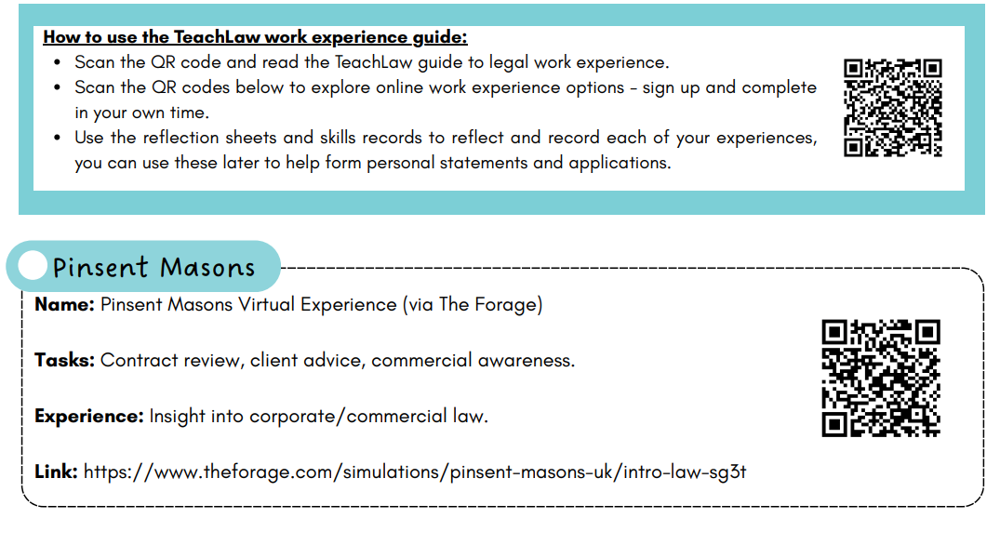 How to use the TeachLaw work experience guide:
• Scan the QR code and read the TeachLaw guide to legal work experience.
• Scan the QR codes below to explore online work experience options - sign up and complete
in your own time.
• Use the reflection sheets and skills records to reflect and record each of your experiences,
you can use these later to help form personal statements and applications.
Pinsent Masons
Name: Pinsent Masons Virtual Experience (via The Forage)
Tasks: Contract review, client advice, commercial awareness.
Experience: Insight into corporate/commercial law.
Link: https://www.theforage.com/simulations/pinsent-masons-uk/intro-law-sg3t